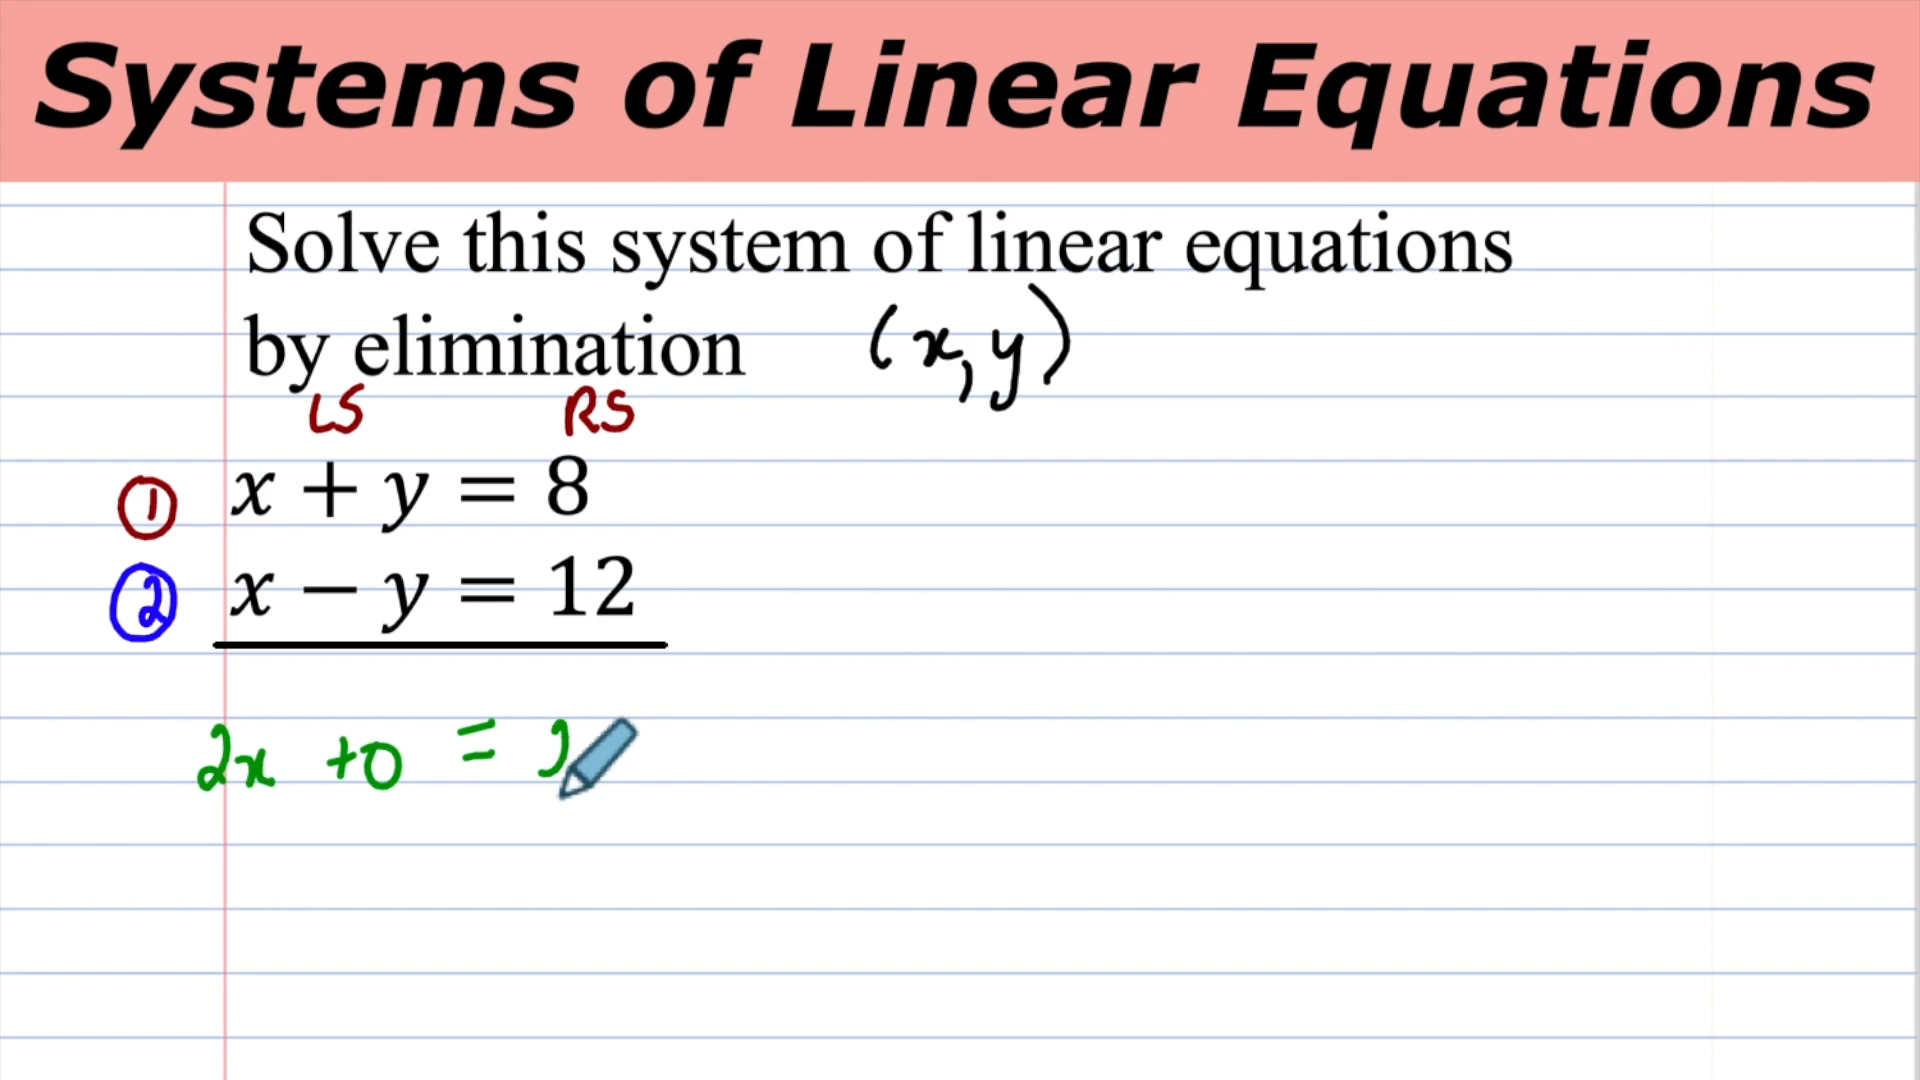 Systems of Linear Equations
Solve this system of linear equations
by elimination (x, y)
LS RS
① x + y = 8
② x − y = 12
2x +0 =